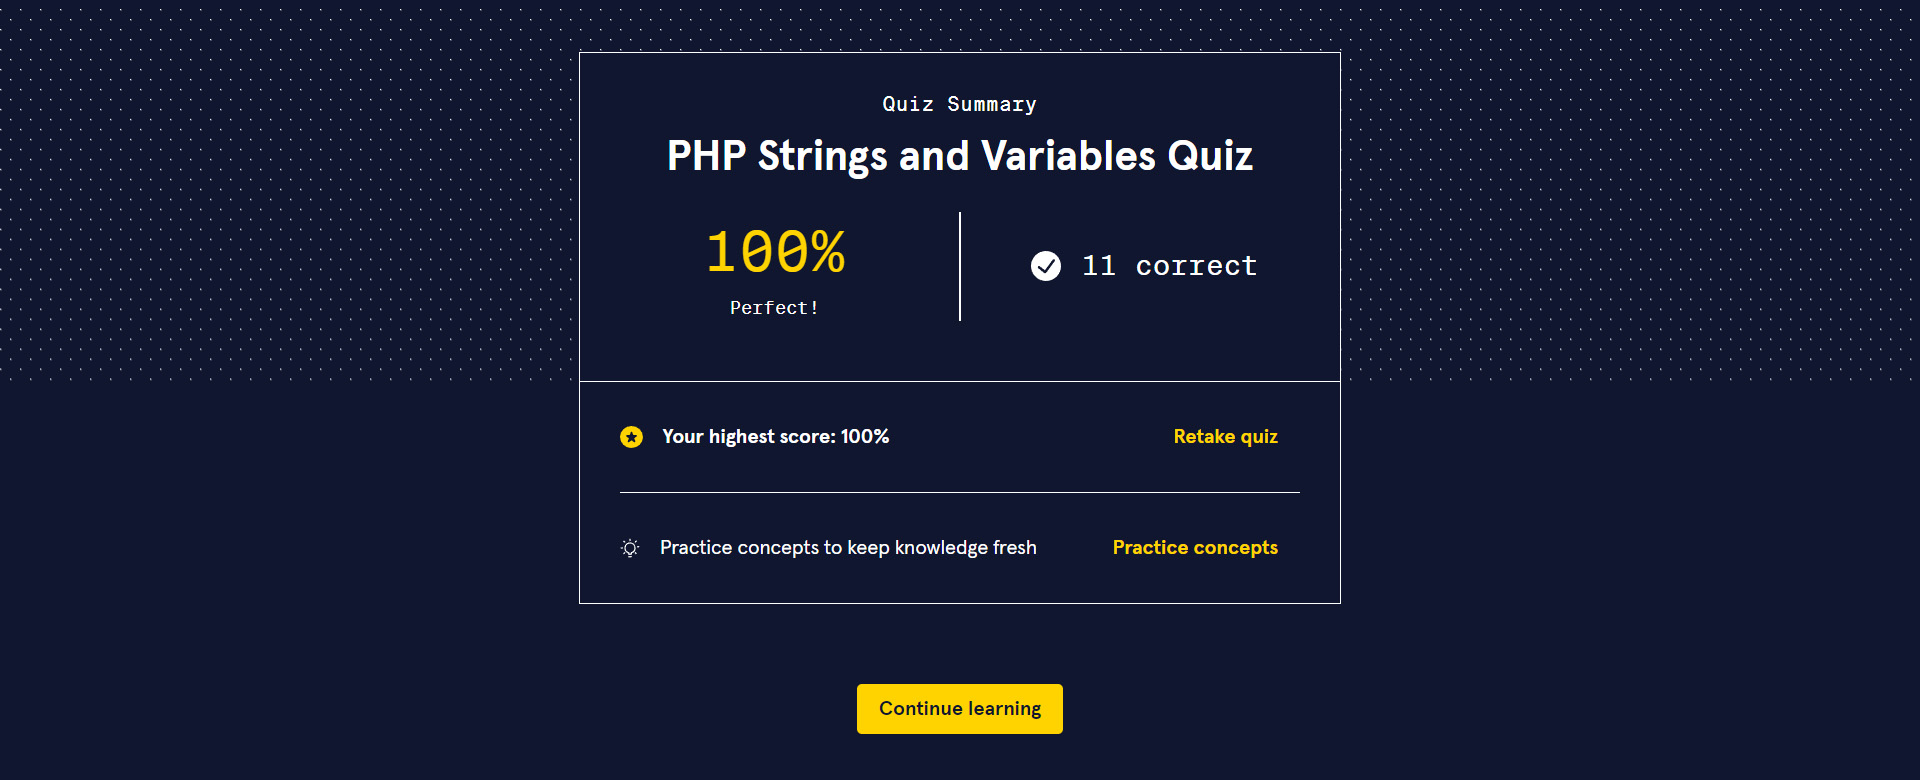 Quiz Summary
PHP Strings and Variables Quiz
100%
Perfect!
11 correct
Your highest score: 100%
Retake quiz
Practice concepts to keep knowledge fresh
Practice concepts
Continue learning